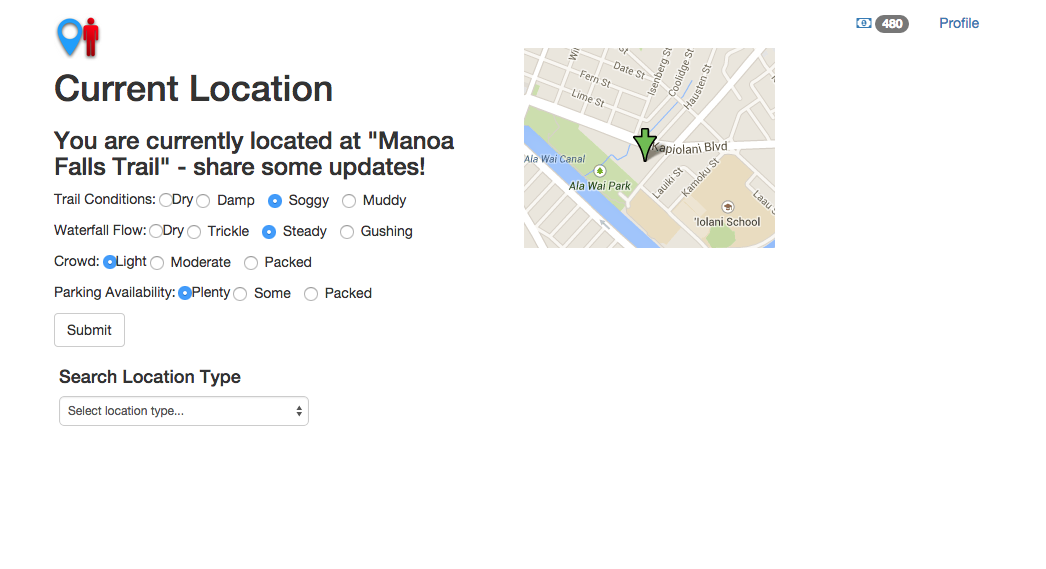 480
Profile
Current Location
You are currently located at "Manoa
Falls Trail" - share some updates!
Trail Conditions: Dry Damp Soggy Muddy
Waterfall Flow: Dry Trickle Steady Gushing
Crowd: Light Moderate Packed
Parking Availability: Plenty Some Packed
Submit
Search Location Type
Select location type...
Date St
Isenberg St
Coolidge St
Hausten St
Fern St
Lime St
Kapiolani Blvd
Ala Wai Canal
Ala Wai Park
Lauiki St
Kamoku St
Laau S
'Iolani School